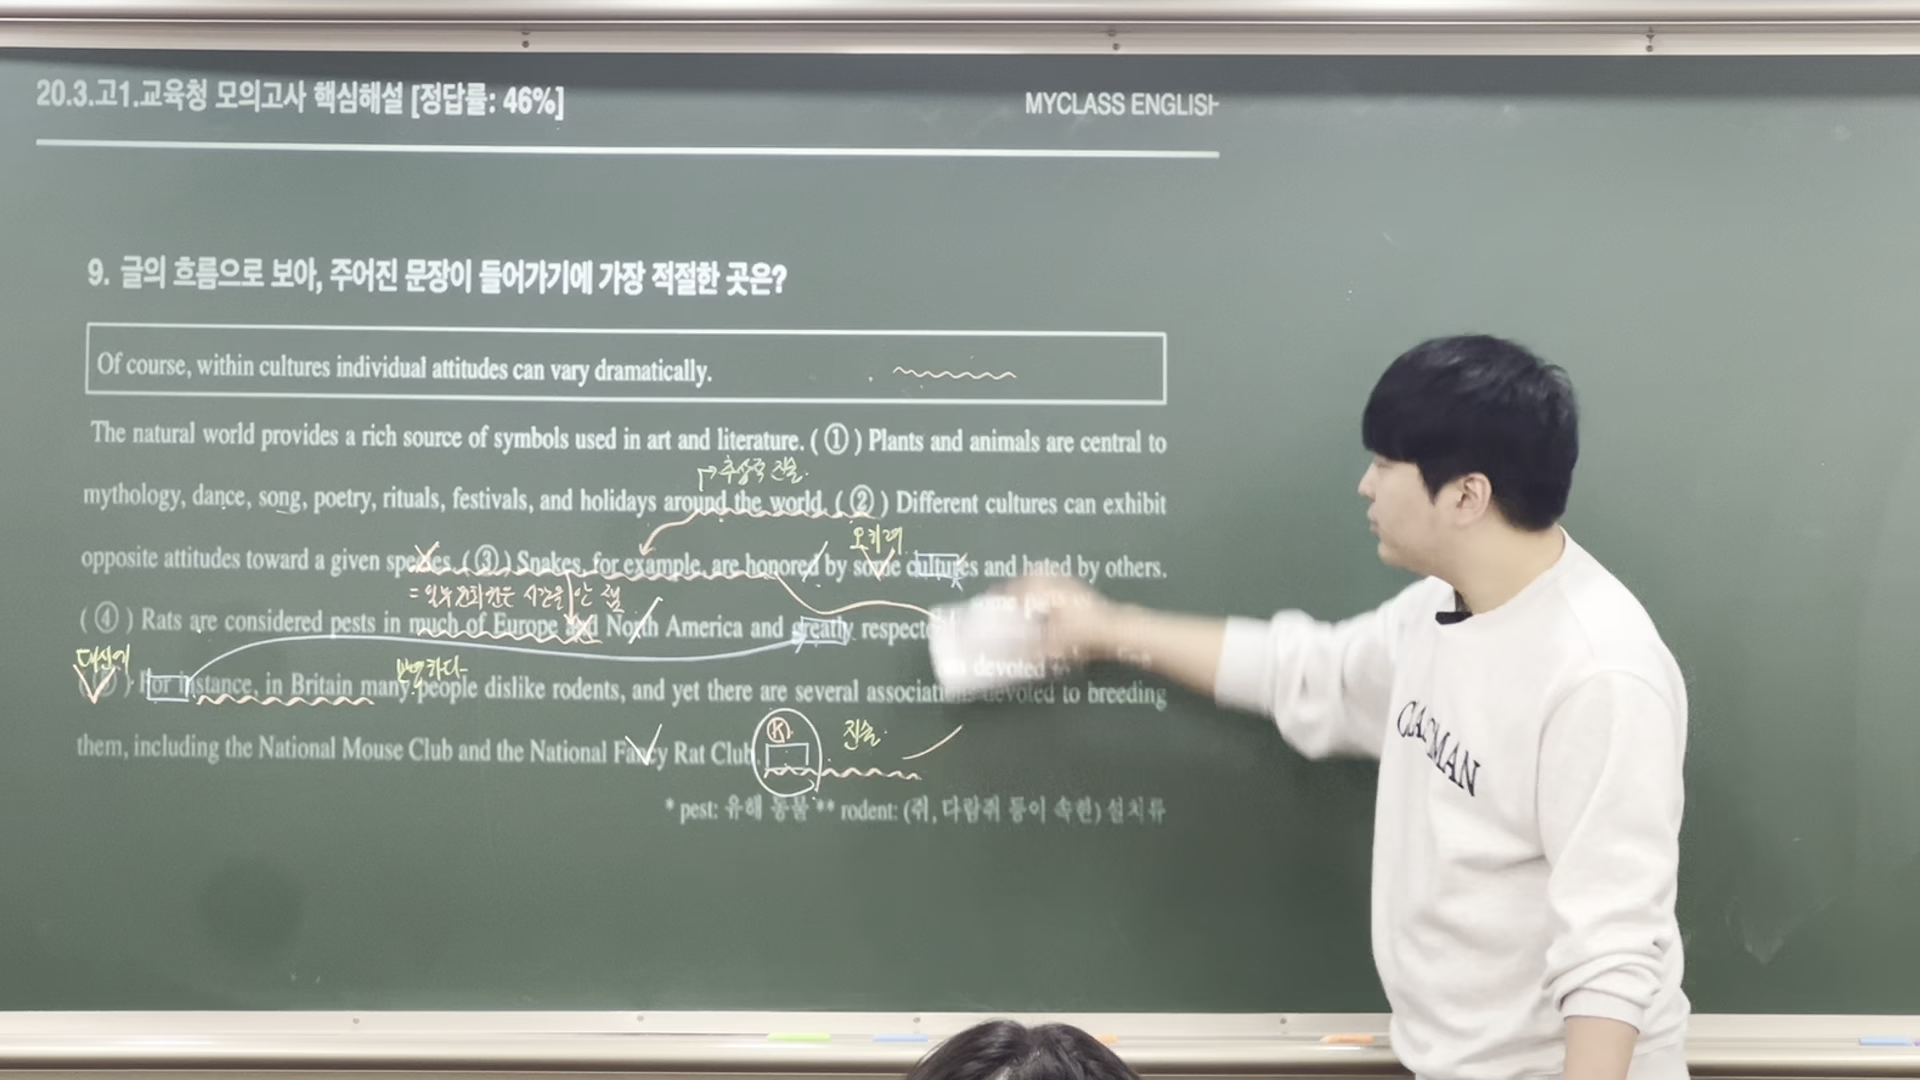 20.3.고1.교육청 모의고사 핵심해설 [정답률: 46%]
MYCLASS ENGLISH
9. 글의 흐름으로 보아, 주어진 문장이 들어가기에 가장 적절한 곳은?
Of course, within cultures individual attitudes can vary dramatically.
The natural world provides a rich source of symbols used in art and literature. ( ① ) Plants and animals are central to
추상적 진술.
mythology, dance, song, poetry, rituals, festivals, and holidays around the world. ( ② ) Different cultures can exhibit
오히려
opposite attitudes toward a given species. ( ③ ) Snakes, for example, are honored by some cultures and hated by others.
( ④ ) Rats are considered pests in much of Europe and North America and greatly respected
대신에
( ⑤ ) For instance, in Britain many people dislike rodents, and yet there are several associations devoted to breeding
them, including the National Mouse Club and the National Fancy Rat Club.
진술.
* pest: 유해 동물 ** rodent: (쥐, 다람쥐 등이 속한) 설치류
CLACMAN